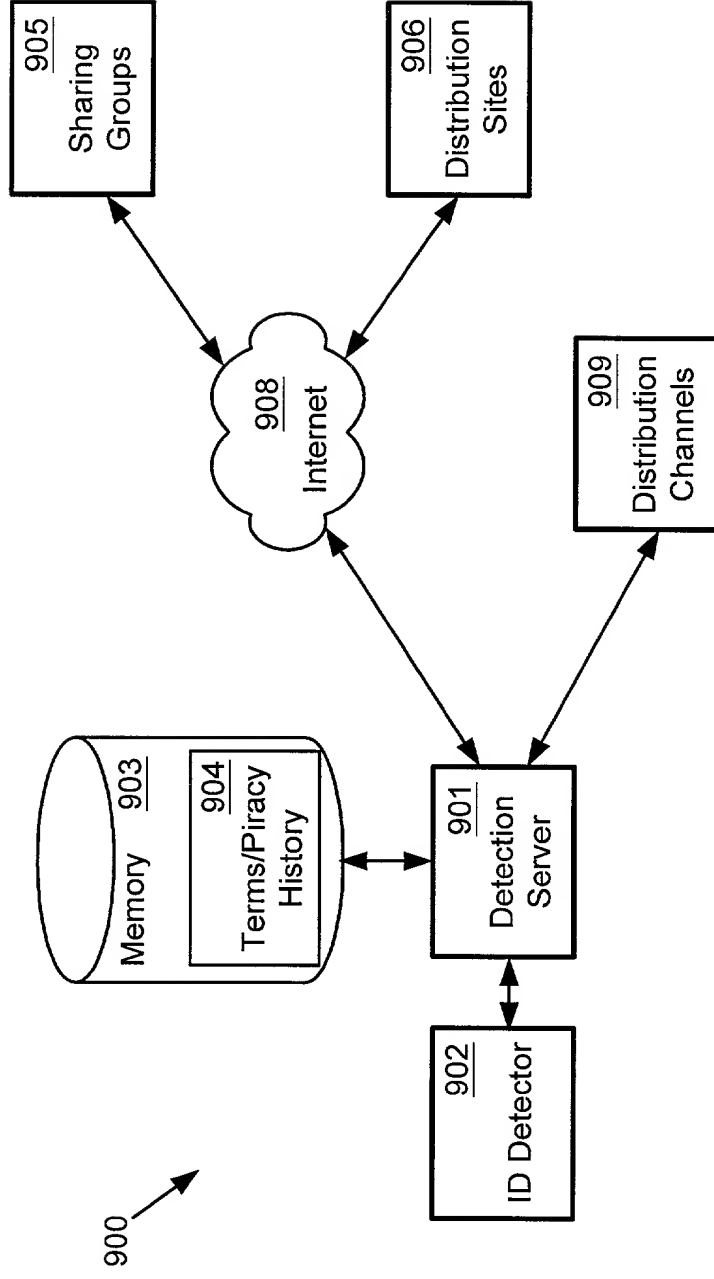 900
902
ID Detector
901
Detection
Server
Memory
903
904
Terms/Piracy
History
908
Internet
905
Sharing
Groups
906
Distribution
Sites
909
Distribution
Channels